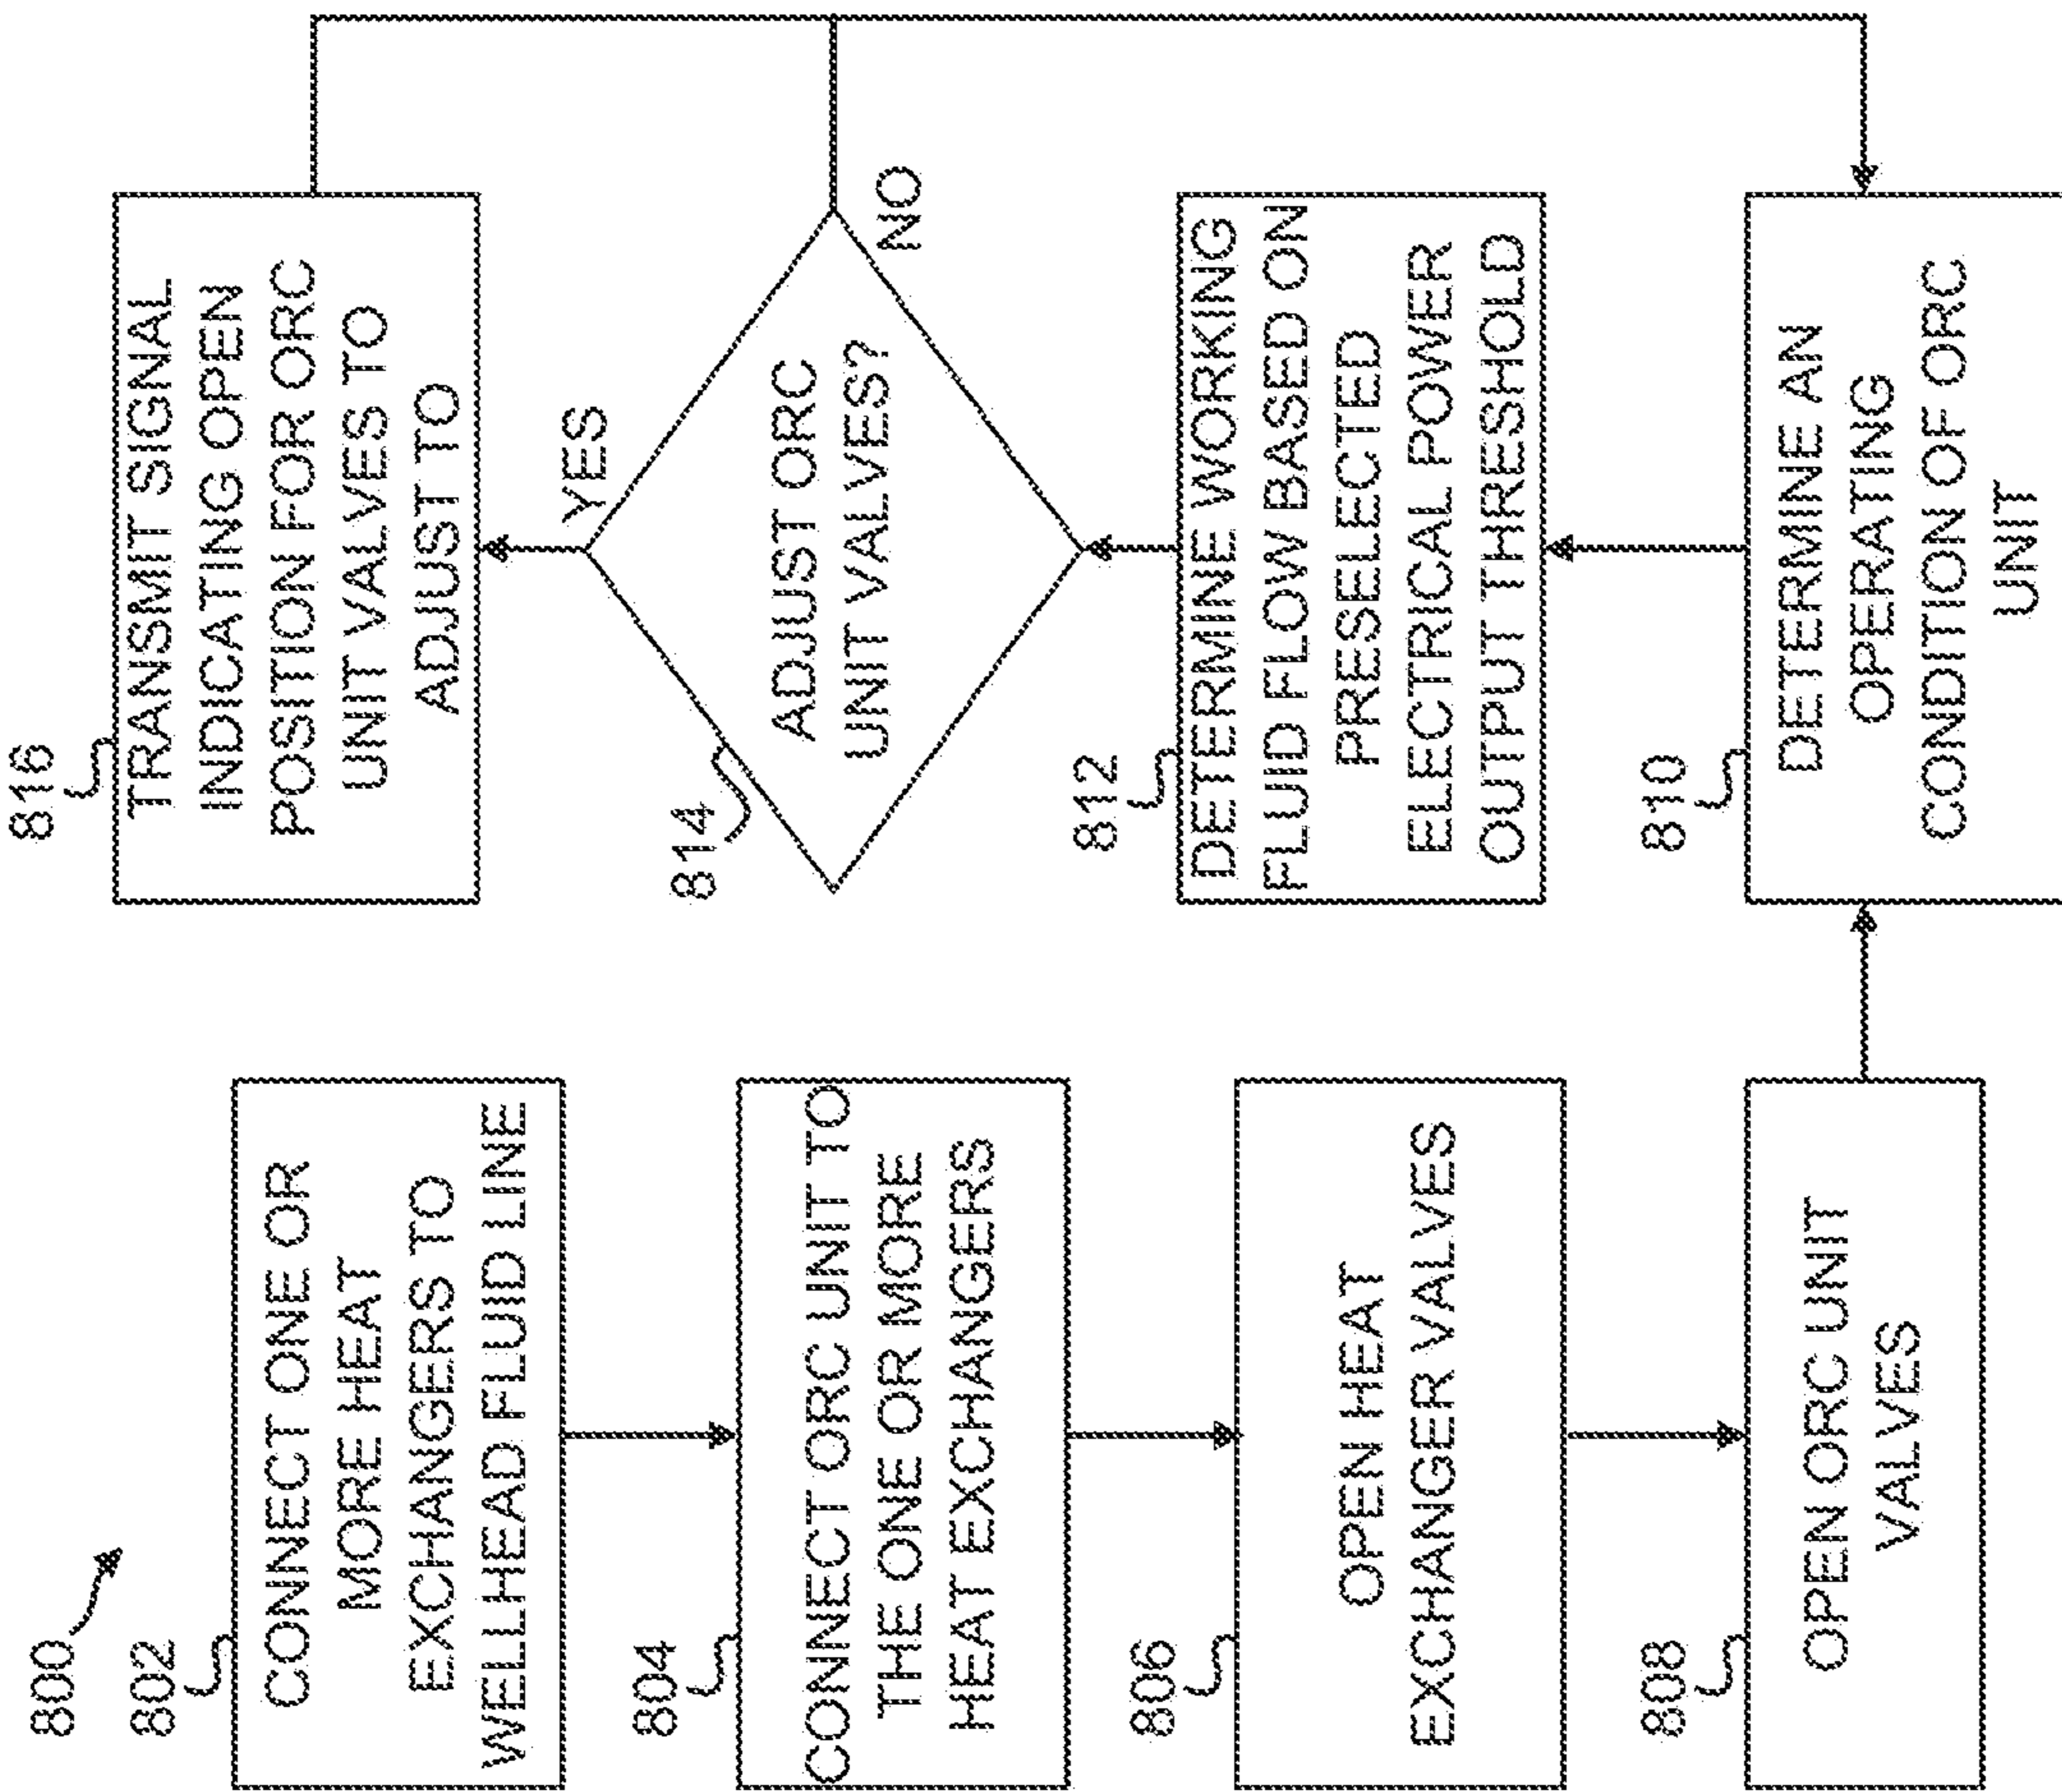 800
802
CONNECT ONE OR
MORE HEAT
EXCHANGERS TO
WELLHEAD FLUID LINE
804
CONNECT ORC UNIT TO
THE ONE OR MORE
HEAT EXCHANGERS
806
OPEN HEAT
EXCHANGER VALVES
808
OPEN ORC UNIT
VALVES
810
DETERMINE AN
OPERATING
CONDITION OF ORC
UNIT
812
DETERMINE WORKING
FLUID FLOW BASED ON
PRESELECTED
ELECTRICAL POWER
OUTPUT THRESHOLD
814
ADJUST ORC
UNIT VALVES?
YES
NO
816
TRANSMIT SIGNAL
INDICATING OPEN
POSITION FOR ORC
UNIT VALVES TO
ADJUST TO